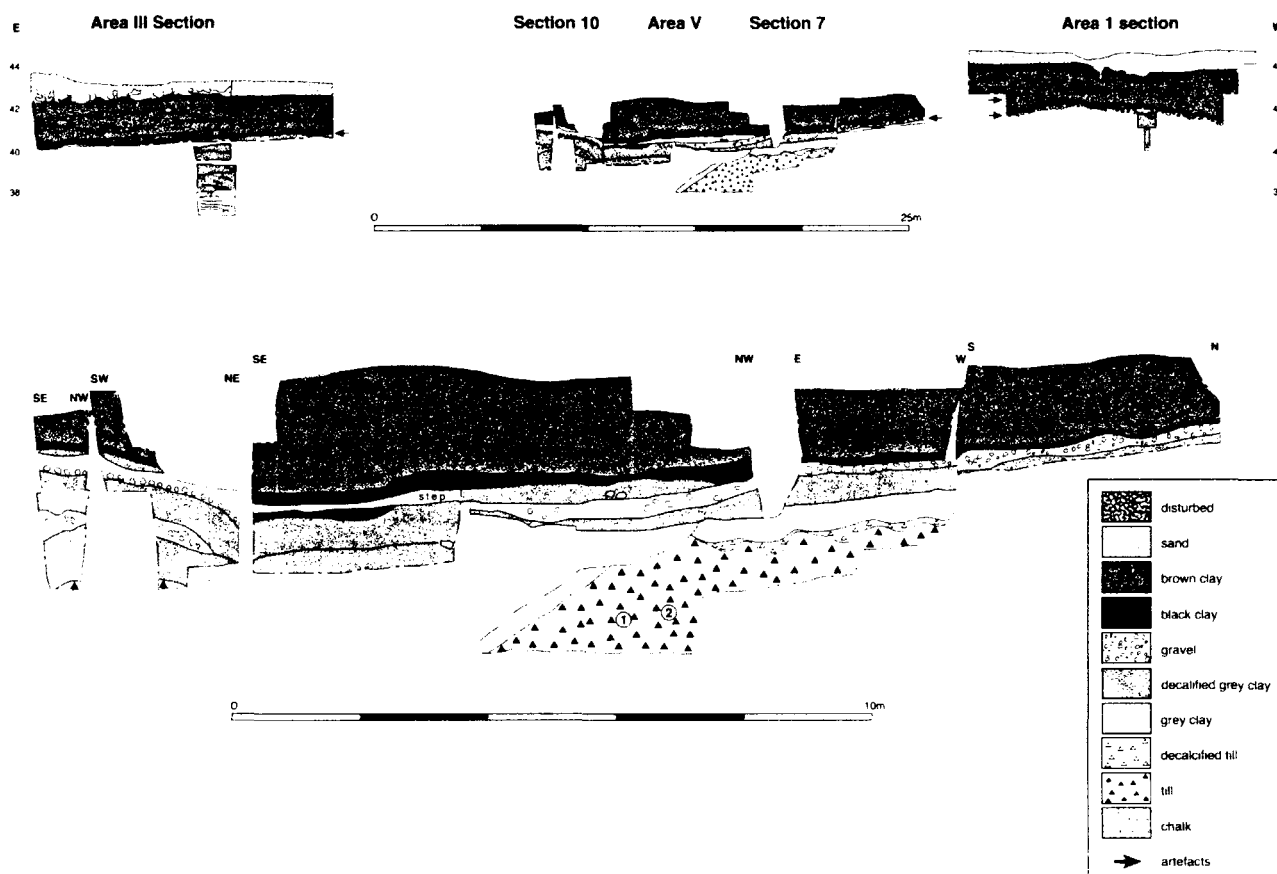 Area III Section
Section 10
Area V
Section 7
Area 1 section
E
44
42
40
38
0
25m
SE
NW
SW
NE
SE
NW
E
W
S
N
step
1
2
0
10m
disturbed
sand
brown clay
black clay
gravel
decalified grey clay
grey clay
decalcified till
till
chalk
artefacts